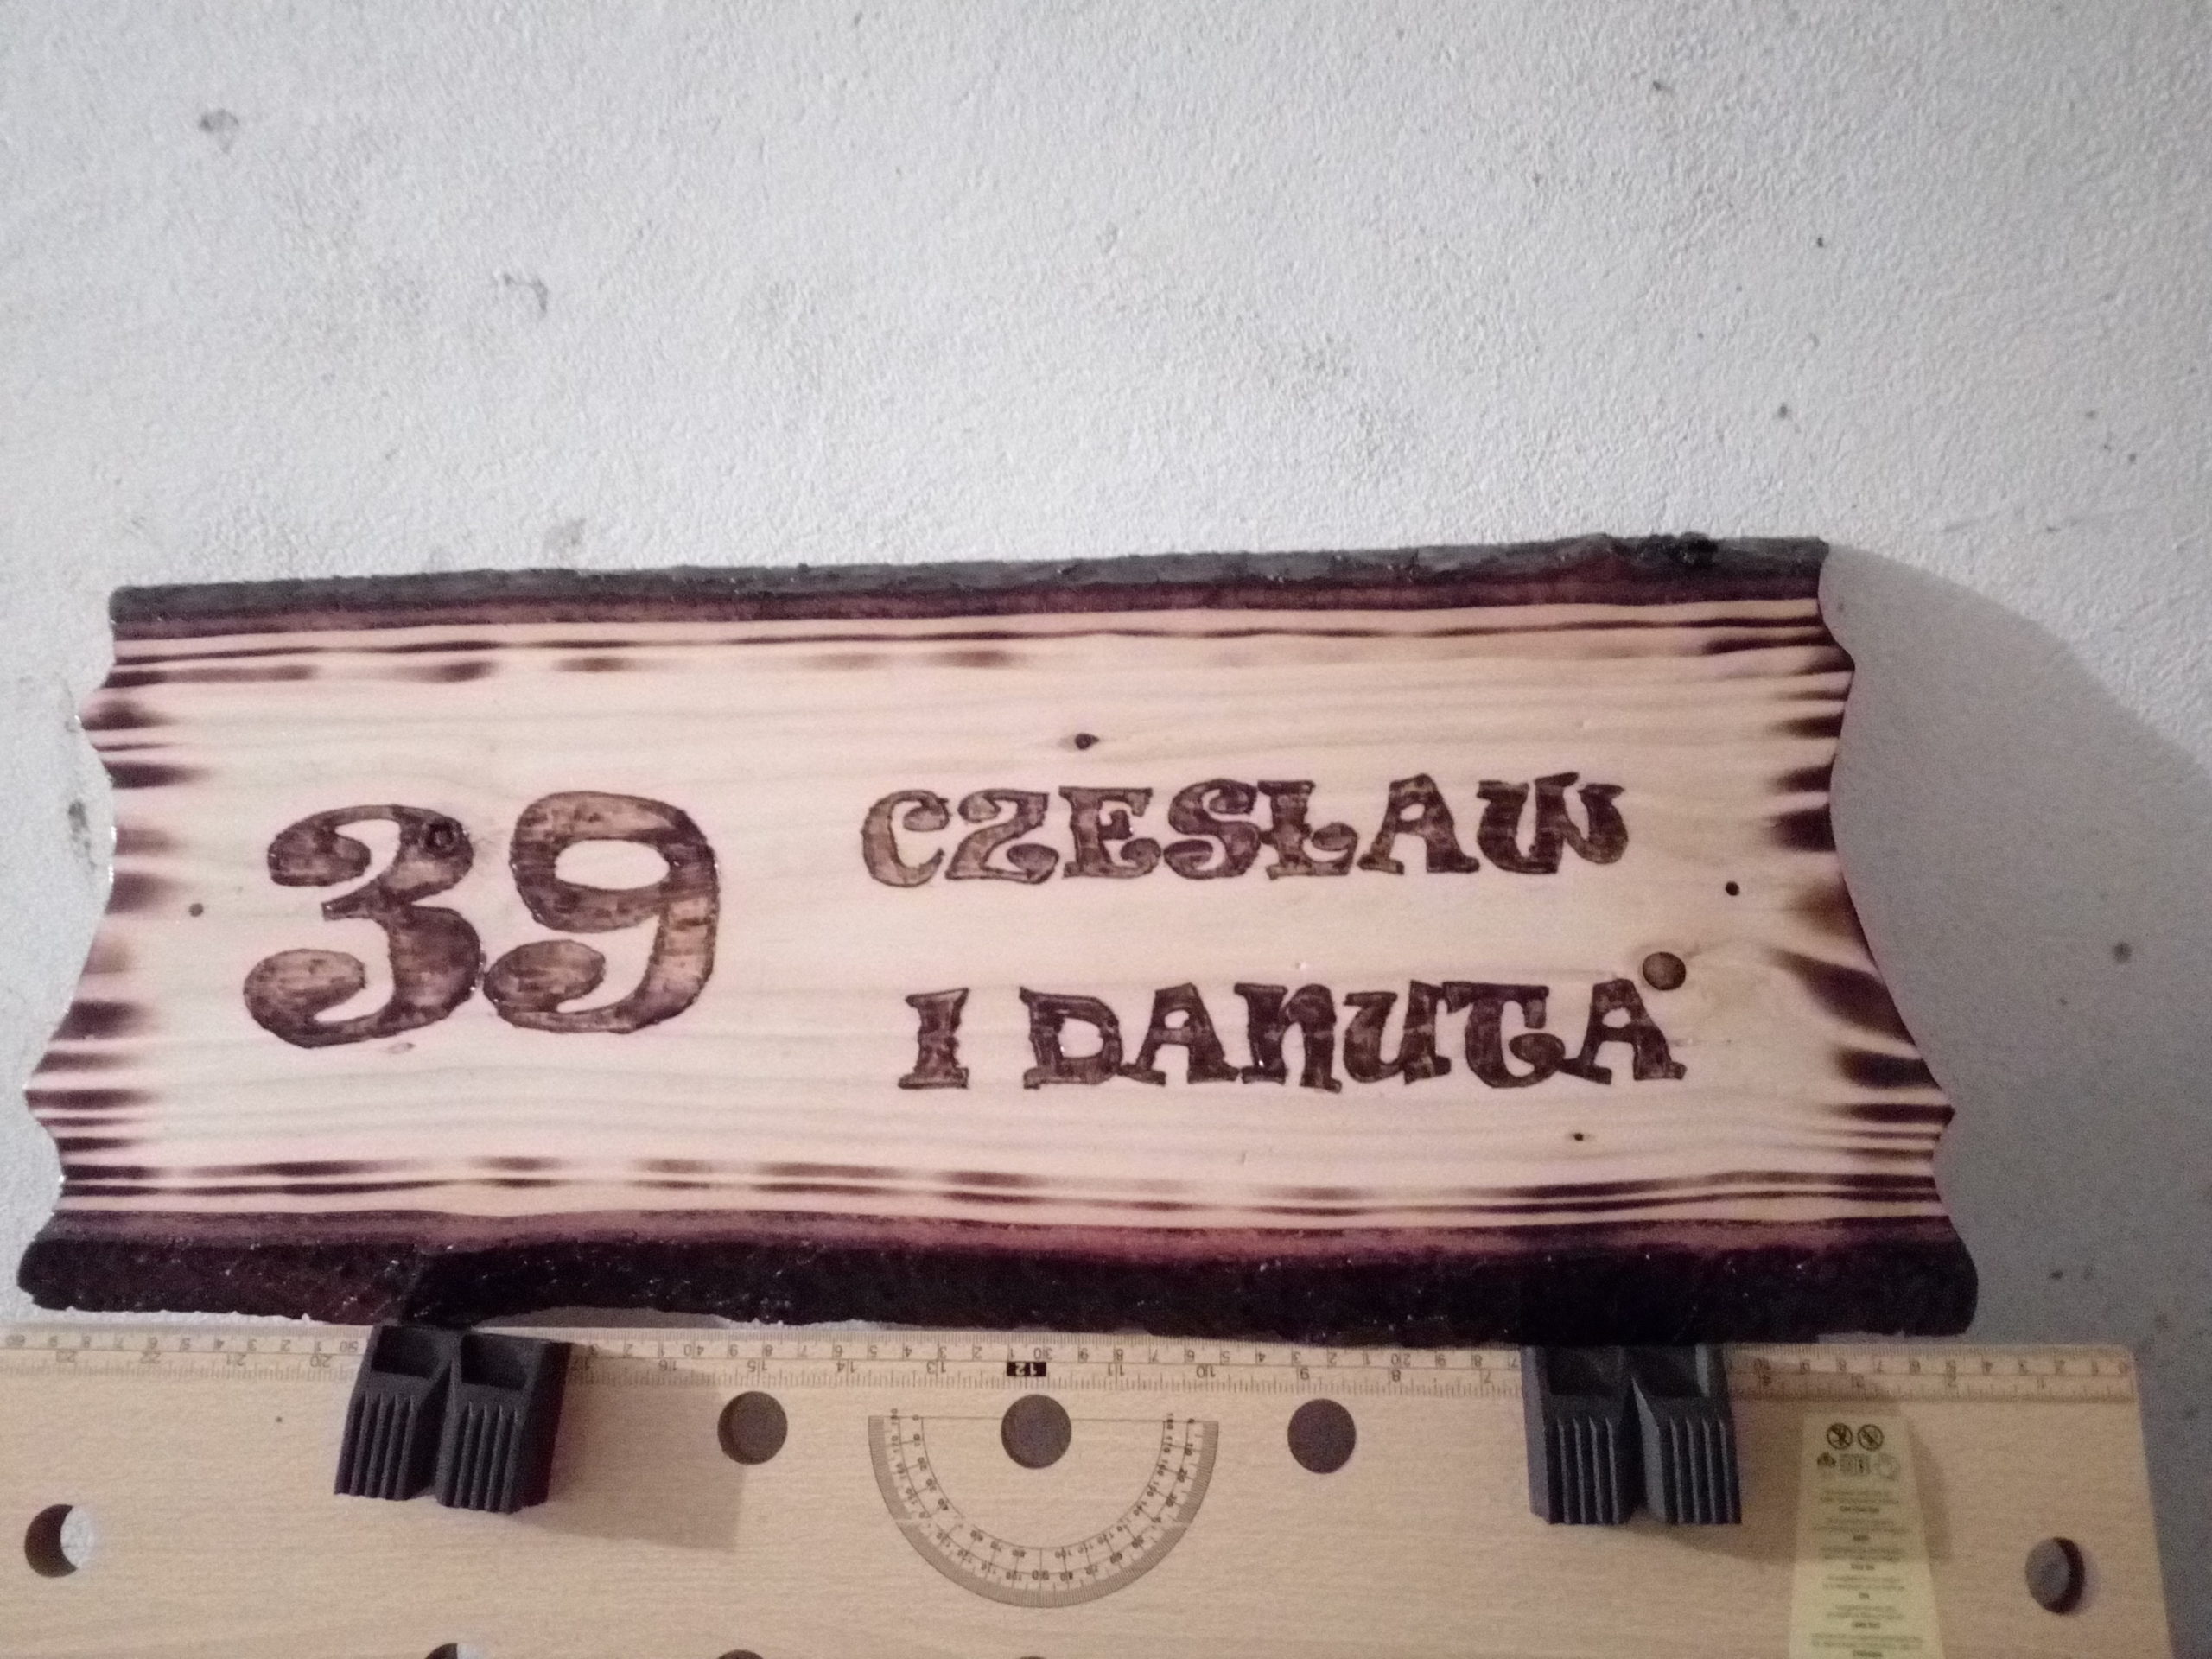 39
CZESŁAW
I DANUTA